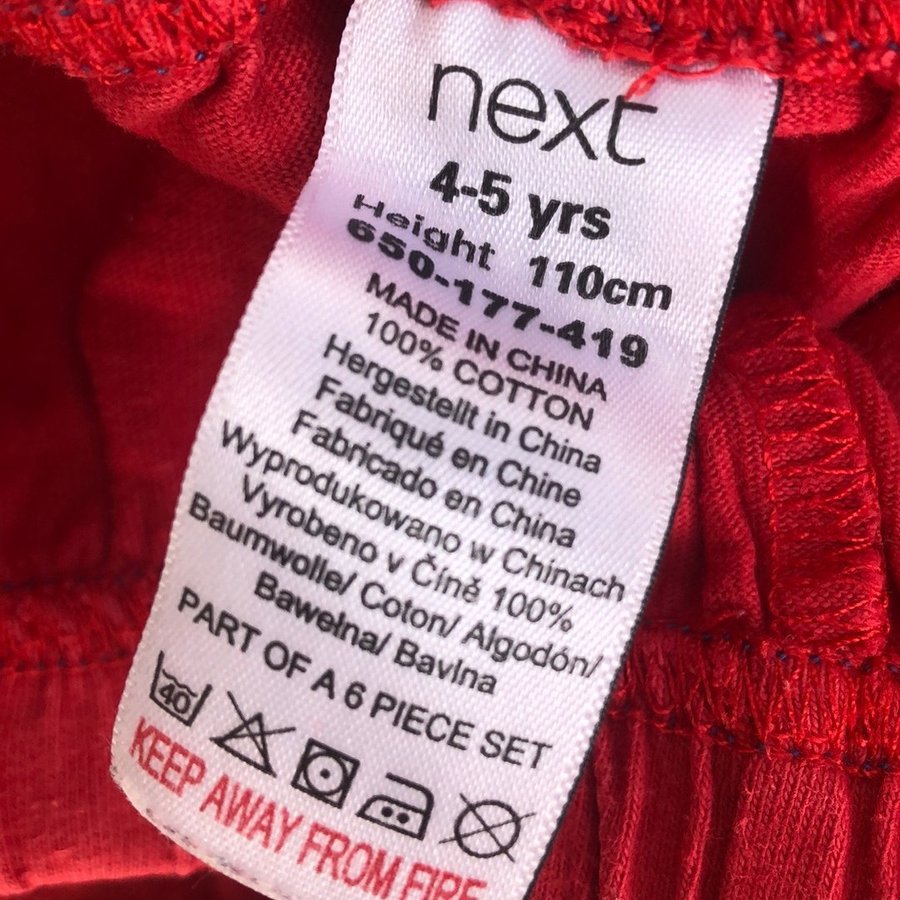 next
4-5 yrs
Height 110cm
650-177-419
MADE IN CHINA
100% COTTON
Hergestellt in China
Fabriqué en Chine
Fabricado en China
Wyprodukowano w Chinach
Vyrobeno v Číně 100%
Baumwolle/ Coton/ Algodón/
Bawełna/ Bavlna
PART OF A 6 PIECE SET
40
KEEP AWAY FROM FIRE